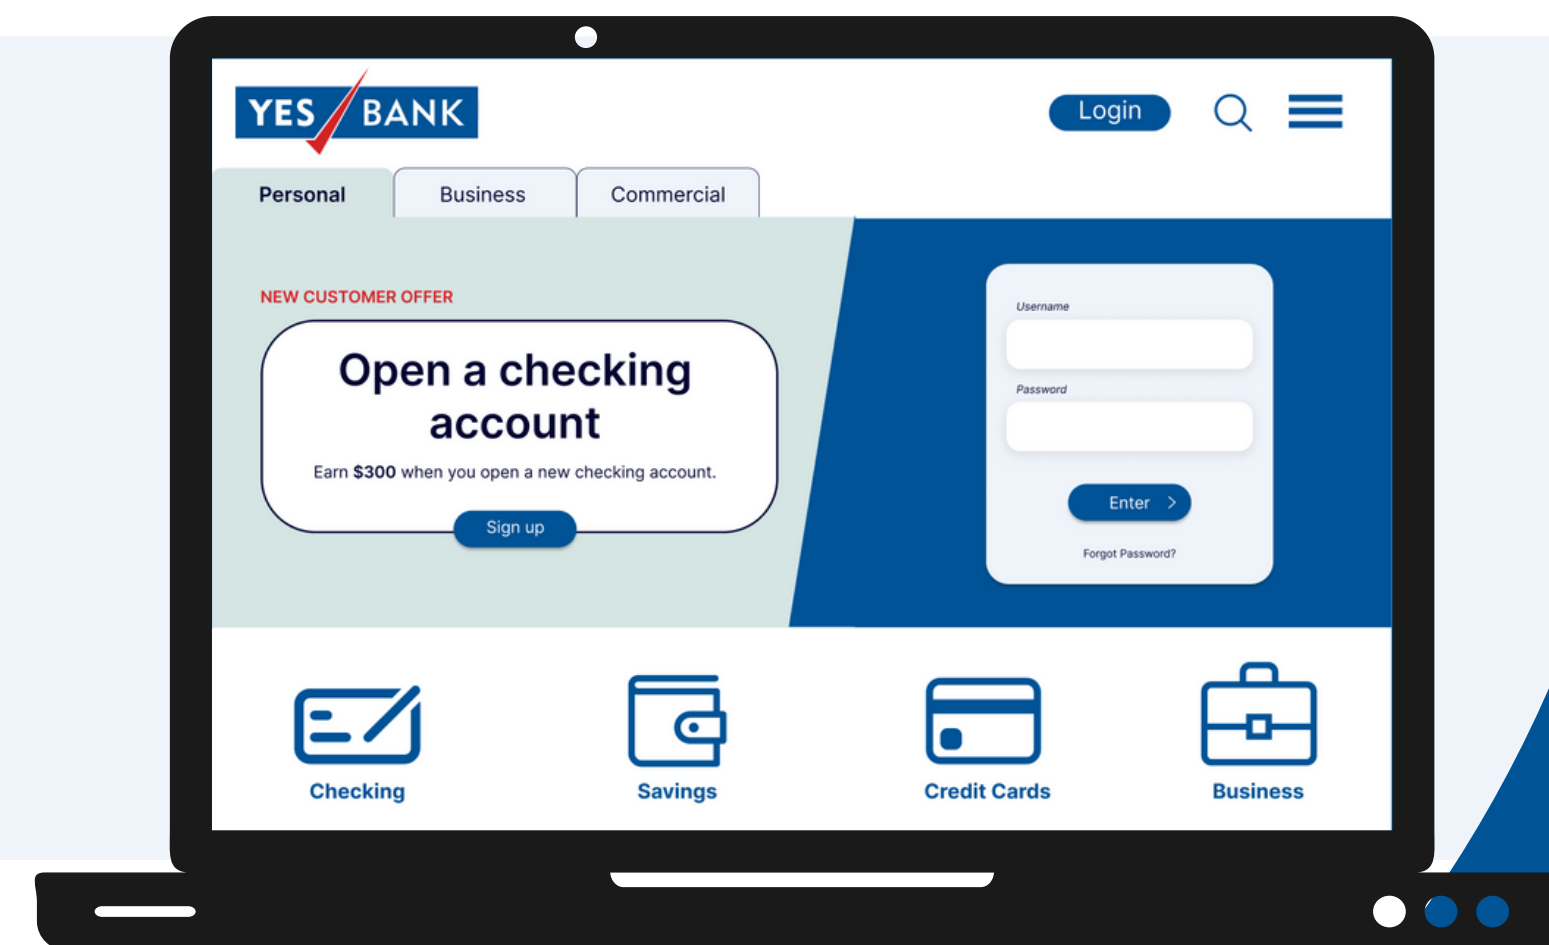 YES BANK
Login
Personal
Business
Commercial
NEW CUSTOMER OFFER
Open a checking
account
Earn $300 when you open a new checking account.
Sign up
Username
Password
Enter >
Forgot Password?
Checking
Savings
Credit Cards
Business